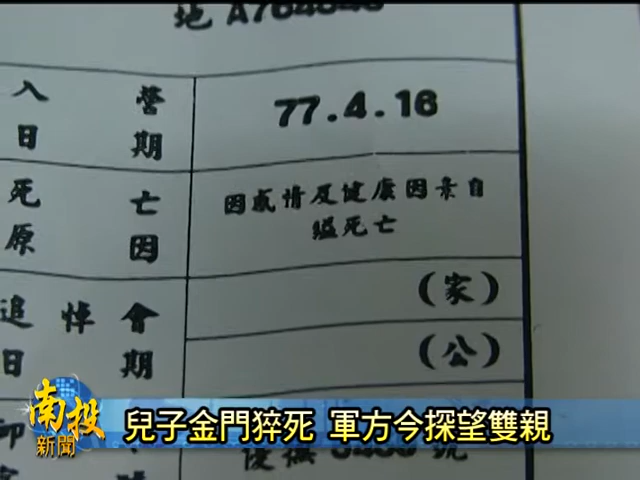 入營日期
77.4.16
死亡原因
因感情及健康因素自
縊死亡
追悼會日期
(家)
(公)
南投新聞
兒子金門猝死 軍方今探望雙親